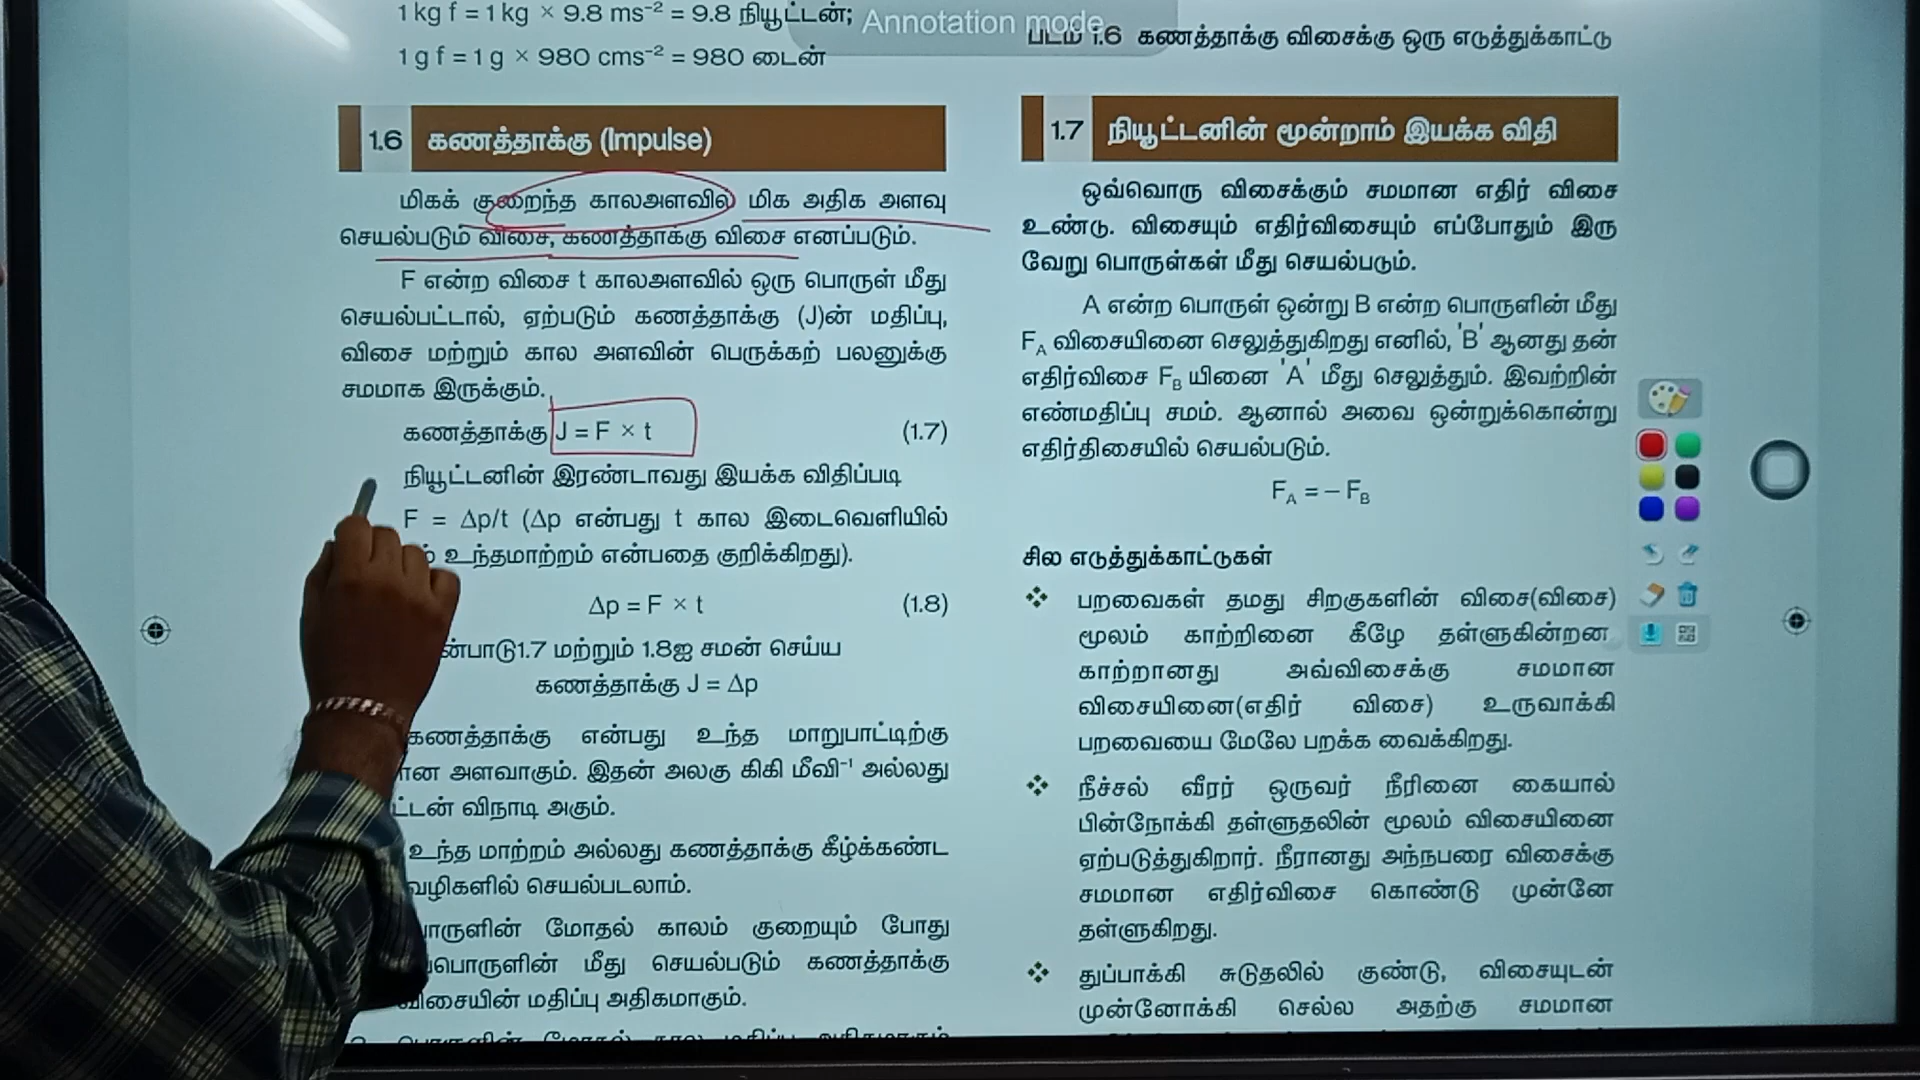 1 kg f = 1 kg × 9.8 ms⁻² = 9.8 நியூட்டன்;
1 g f = 1 g × 980 cms⁻² = 980 டைன்
Annotation mode
1.6 கணத்தாக்கு (Impulse)
மிகக் குறைந்த காலஅளவில் மிக அதிக அளவு
செயல்படும் விசை, கணத்தாக்கு விசை எனப்படும்.
F என்ற விசை t காலஅளவில் ஒரு பொருள் மீது
செயல்பட்டால், ஏற்படும் கணத்தாக்கு (J)ன் மதிப்பு,
விசை மற்றும் கால அளவின் பெருக்கற் பலனுக்கு
சமமாக இருக்கும்.
கணத்தாக்கு J = F × t (1.7)
நியூட்டனின் இரண்டாவது இயக்க விதிப்படி
F = Δp/t (Δp என்பது t கால இடைவெளியில்
உந்தமாற்றம் என்பதை குறிக்கிறது).
Δp = F × t (1.8)
1.7 மற்றும் 1.8ஐ சமன் செய்ய
கணத்தாக்கு J = Δp
கணத்தாக்கு என்பது உந்த மாறுபாட்டிற்கு
அளவாகும். இதன் அலகு கிகி மீவி⁻¹ அல்லது
விநாடி அகும்.
உந்த மாற்றம் அல்லது கணத்தாக்கு கீழ்க்கண்ட
வழிகளில் செயல்படலாம்.
மோதல் காலம் குறையும் போது
மீது செயல்படும் கணத்தாக்கு
விசையின் மதிப்பு அதிகமாகும்.
படம் 1.6 கணத்தாக்கு விசைக்கு ஒரு எடுத்துக்காட்டு
1.7 நியூட்டனின் மூன்றாம் இயக்க விதி
ஒவ்வொரு விசைக்கும் சமமான எதிர் விசை
உண்டு. விசையும் எதிர்விசையும் எப்போதும் இரு
வேறு பொருள்கள் மீது செயல்படும்.
A என்ற பொருள் ஒன்று B என்ற பொருளின் மீது
F_A விசையினை செலுத்துகிறது எனில், 'B' ஆனது தன்
எதிர்விசை F_B யினை 'A' மீது செலுத்தும். இவற்றின்
எண்மதிப்பு சமம். ஆனால் அவை ஒன்றுக்கொன்று
எதிர்திசையில் செயல்படும்.
F_A = – F_B
சில எடுத்துக்காட்டுகள்
❖ பறவைகள் தமது சிறகுகளின் விசை(விசை)
மூலம் காற்றினை கீழே தள்ளுகின்றன.
காற்றானது அவ்விசைக்கு சமமான
விசையினை(எதிர் விசை) உருவாக்கி
பறவையை மேலே பறக்க வைக்கிறது.
❖ நீச்சல் வீரர் ஒருவர் நீரினை கையால்
பின்நோக்கி தள்ளுதலின் மூலம் விசையினை
ஏற்படுத்துகிறார். நீரானது அந்நபரை விசைக்கு
சமமான எதிர்விசை கொண்டு முன்னே
தள்ளுகிறது.
❖ துப்பாக்கி சுடுதலில் குண்டு, விசையுடன்
முன்னோக்கி செல்ல அதற்கு சமமான